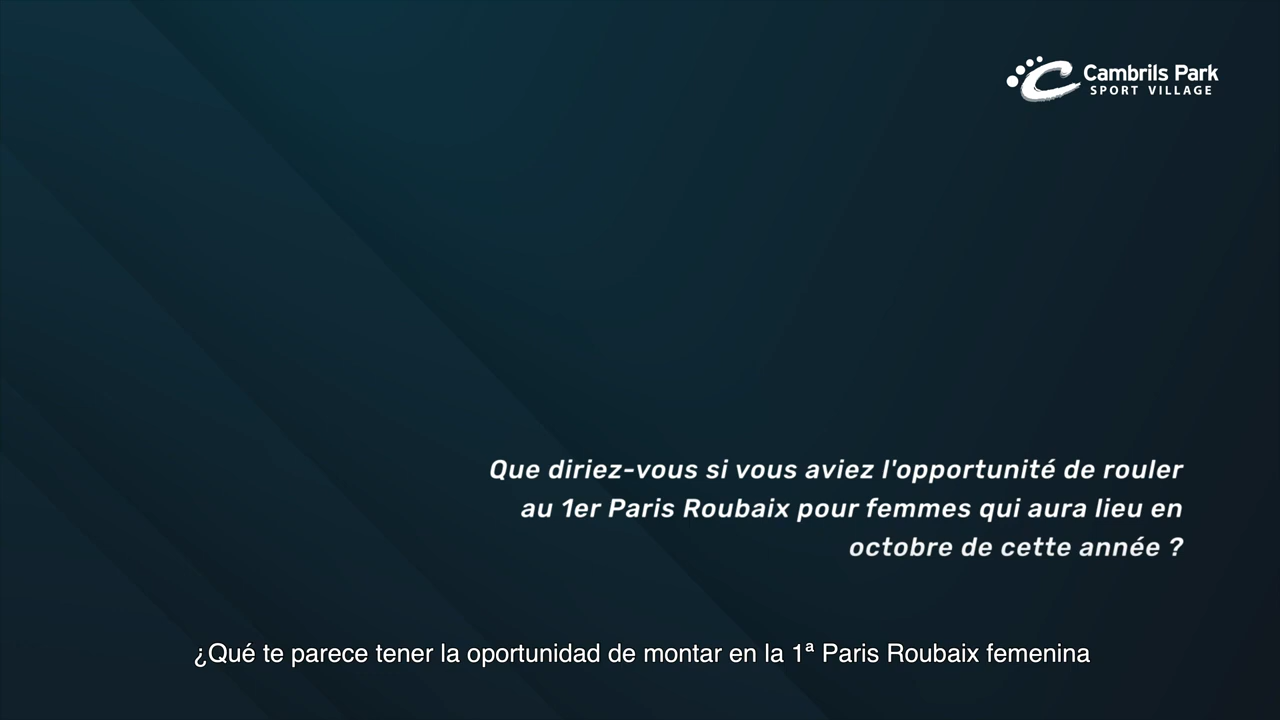 Cambrils Park
SPORT VILLAGE
Que diriez-vous si vous aviez l'opportunité de rouler
au 1er Paris Roubaix pour femmes qui aura lieu en
octobre de cette année ?
¿Qué te parece tener la oportunidad de montar en la 1ª Paris Roubaix femenina